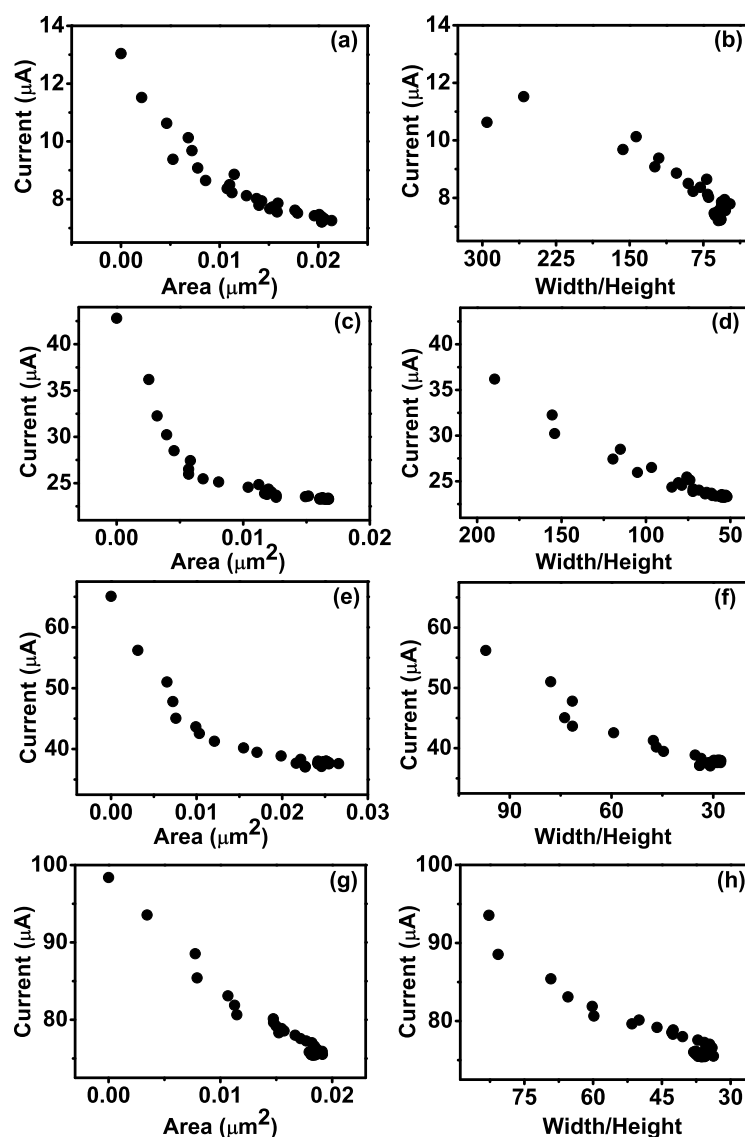 (a)
Current (μA)
14
12
10
8
0.00 0.01 0.02
Area (μm²)
(b)
Current (μA)
14
12
10
8
300 225 150 75
Width/Height
(c)
Current (μA)
40
35
30
25
0.00 0.01 0.02
Area (μm²)
(d)
Current (μA)
40
35
30
25
200 150 100 50
Width/Height
(e)
Current (μA)
60
50
40
0.00 0.01 0.02 0.03
Area (μm²)
(f)
Current (μA)
60
50
40
90 60 30
Width/Height
(g)
Current (μA)
100
90
80
0.00 0.01 0.02
Area (μm²)
(h)
Current (μA)
100
90
80
75 60 45 30
Width/Height